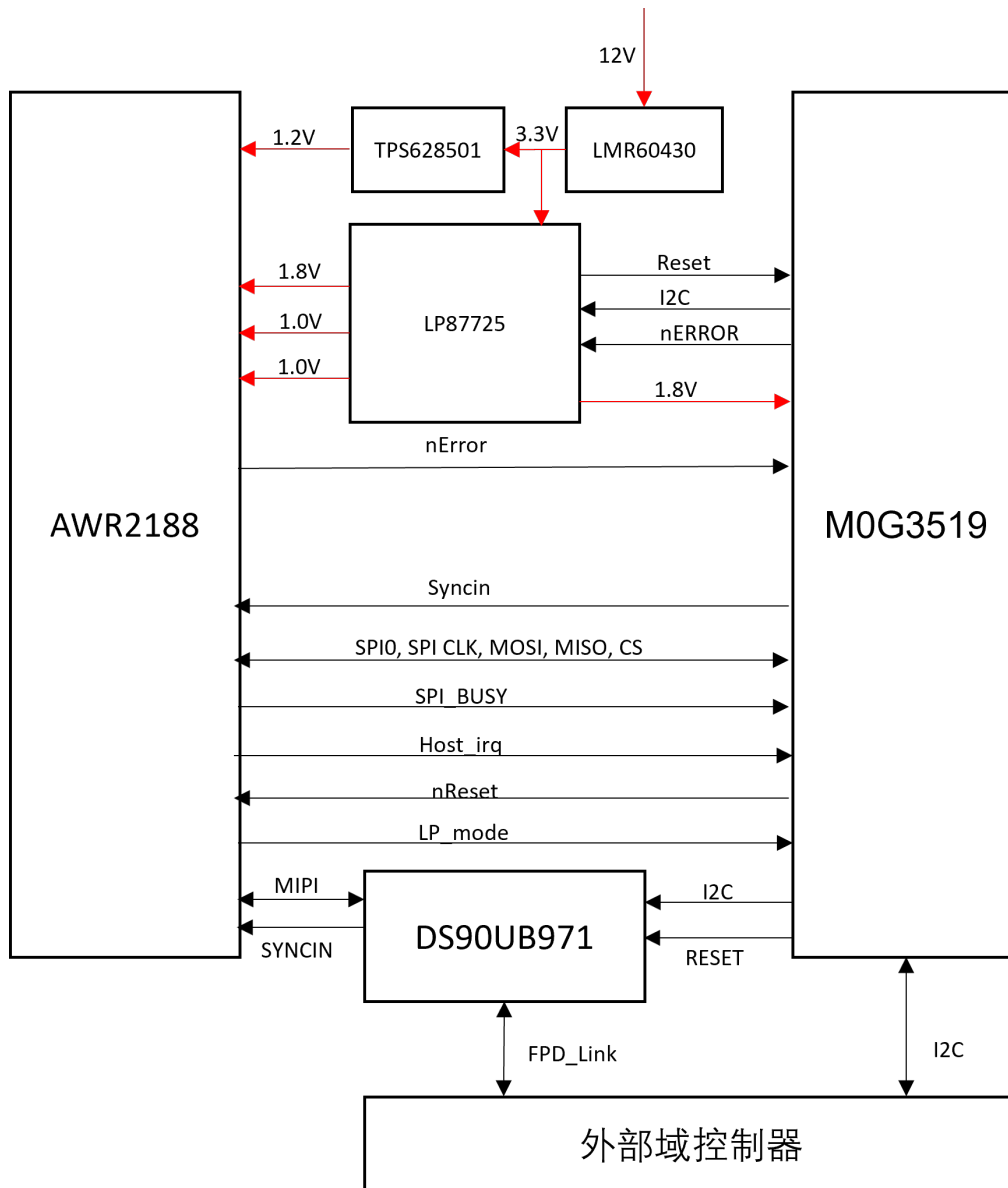 12V
1.2V
TPS628501
3.3V
LMR60430
1.8V
1.0V
1.0V
LP87725
Reset
I2C
nERROR
1.8V
nError
AWR2188
M0G3519
Syncin
SPI0, SPI CLK, MOSI, MISO, CS
SPI_BUSY
Host_irq
nReset
LP_mode
MIPI
SYNCIN
DS90UB971
I2C
RESET
FPD_Link
I2C
外部域控制器